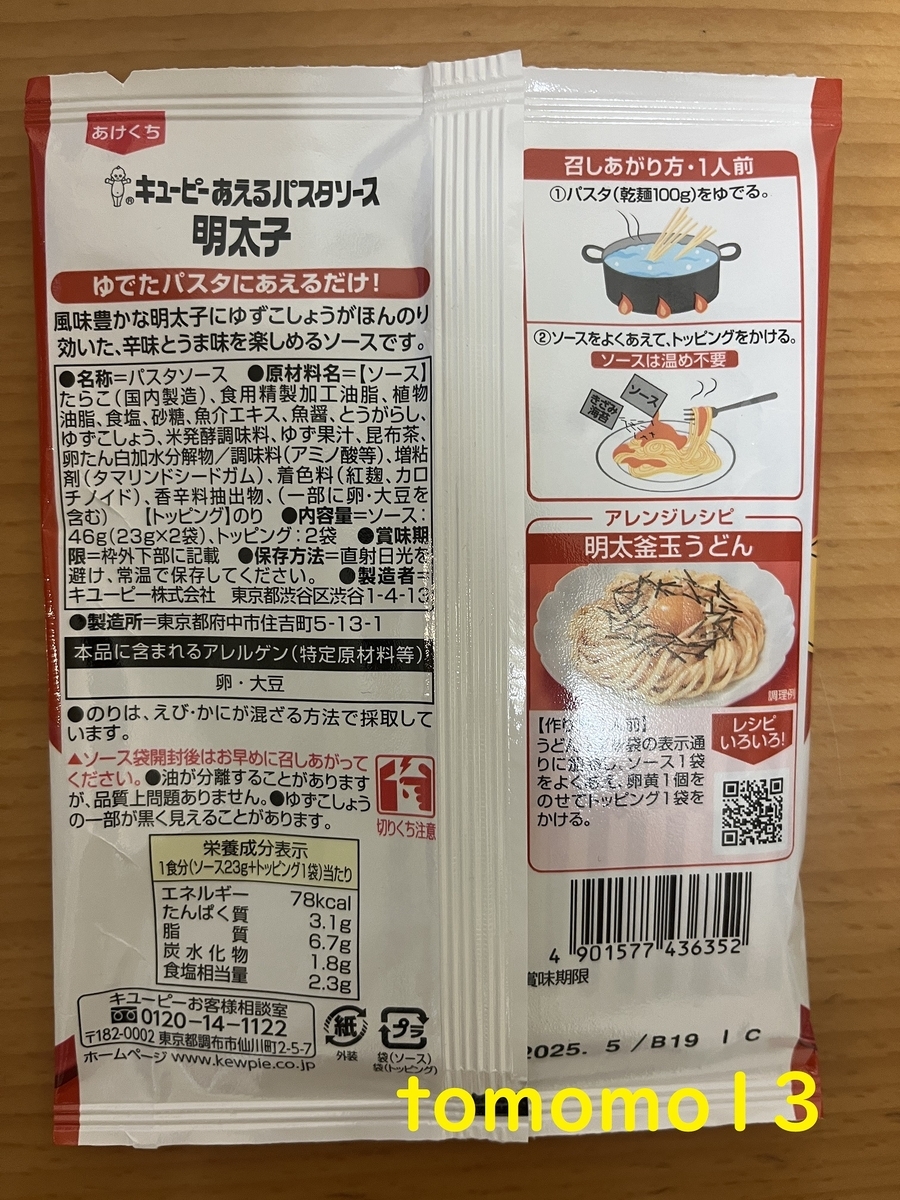 あけくち
キユーピーあえるパスタソース
明太子
ゆでたパスタにあえるだけ!
風味豊かな明太子にゆずこしょうがほんのり
効いた、辛味とうま味を楽しめるソースです。
●名称=パスタソース ●原材料名=【ソース】
たらこ(国内製造)、食用精製加工油脂、植物
油脂、食塩、砂糖、魚介エキス、魚醤、とうがらし、
ゆずこしょう、米発酵調味料、ゆず果汁、昆布茶、
卵たん白加水分解物/調味料(アミノ酸等)、増粘
剤(タマリンドシードガム)、着色料(紅麹、カロ
チノイド)、香辛料抽出物、(一部に卵・大豆を
含む) 【トッピング】のり ●内容量=ソース:
46g(23g×2袋)、トッピング:2袋 ●賞味期
限=枠外下部に記載 ●保存方法=直射日光を
避け、常温で保存してください。 ●製造者=
キユーピー株式会社 東京都渋谷区渋谷1-4-13
●製造所=東京都府中市住吉町5-13-1
本品に含まれるアレルゲン(特定原材料等)
卵・大豆
●のりは、えび・かにが混ざる方法で採取して
います。
▲ソース袋開封後はお早めに召しあがって
ください。●油が分離することがあります
が、品質上問題ありません。●ゆずこしょう
の一部が黒く見えることがあります。
切りくち注意
栄養成分表示
1食分(ソース23g+トッピング1袋)当たり
エネルギー 78kcal
たんぱく質 3.1g
脂質 6.7g
炭水化物 1.8g
食塩相当量 2.3g
キユーピーお客様相談室
0120-14-1122
〒182-0002 東京都調布市仙川町2-5-7
ホームページ www.kewpie.co.jp
紙
外装
プラ
袋(ソース)
袋(トッピング)
召しあがり方・1人前
①パスタ(乾麺100g)をゆでる。
②ソースをよくあえて、トッピングをかける。
ソースは温め不要
ソース
きざみ
海苔
アレンジレシピ
明太釜玉うどん
調理例
【作り 人前】
うどん 袋の表示通
りに ソース1袋
をよく 卵黄1個を
のせてトッピング1袋を
かける。
レシピ
いろいろ!
4 901577 436352
賞味期限
2025. 5 /B19 I C
tomomo13